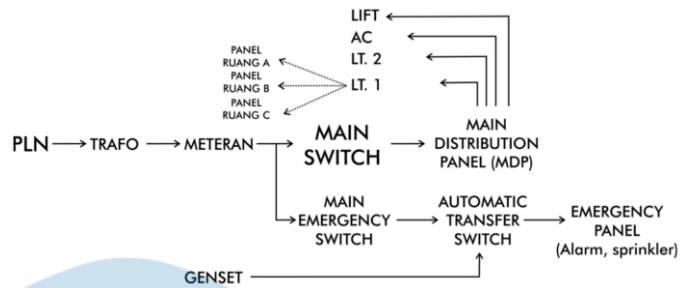 LIFT
AC
LT. 2
LT. 1
PANEL
RUANG A
PANEL
RUANG B
PANEL
RUANG C
PLN
TRAFO
METERAN
MAIN
SWITCH
MAIN
DISTRIBUTION
PANEL (MDP)
MAIN
EMERGENCY
SWITCH
AUTOMATIC
TRANSFER
SWITCH
EMERGENCY
PANEL
(Alarm, sprinkler)
GENSET